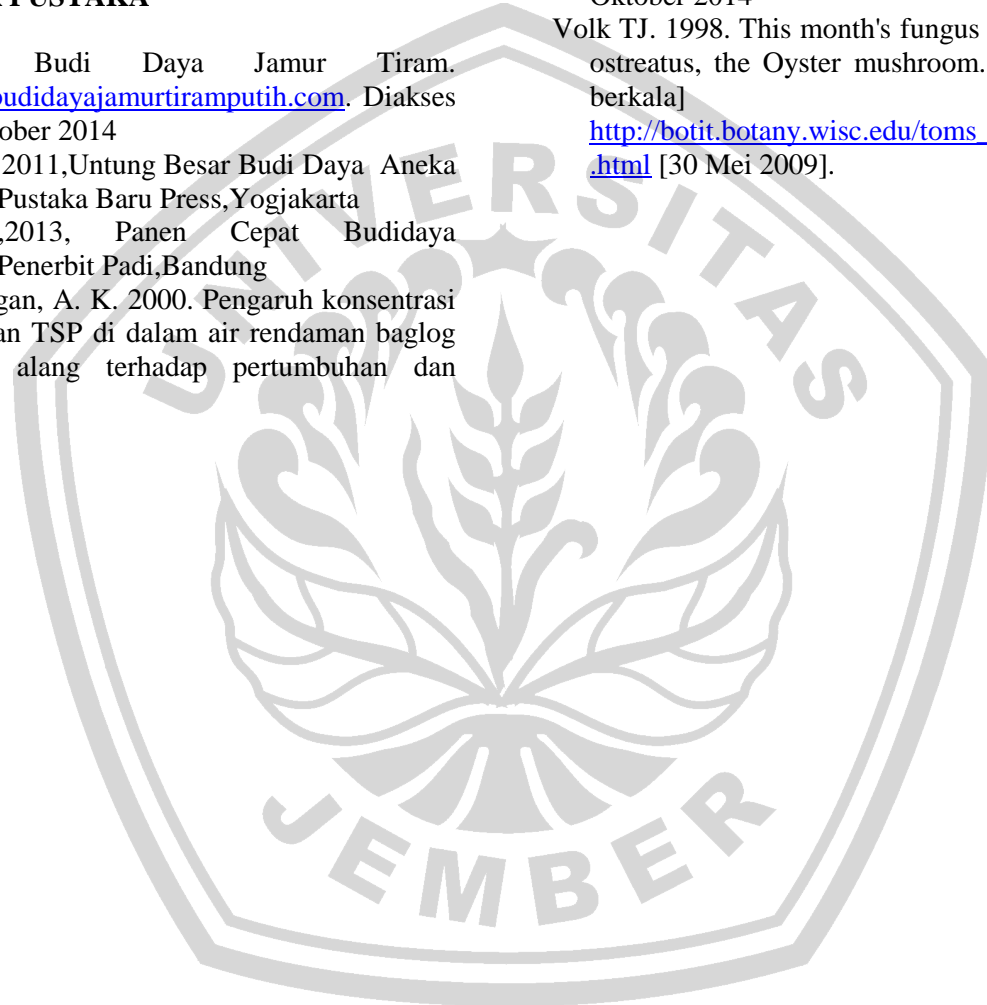 PUSTAKA
Budi Daya Jamur Tiram.
budidayajamurtiramputih.com. Diakses
ober 2014
2011,Untung Besar Budi Daya Aneka
Pustaka Baru Press,Yogjakarta
,2013, Panen Cepat Budidaya
Penerbit Padi,Bandung
gan, A. K. 2000. Pengaruh konsentrasi
an TSP di dalam air rendaman baglog
alang terhadap pertumbuhan dan
Oktober 2014
Volk TJ. 1998. This month's fungus
ostreatus, the Oyster mushroom.
berkala]
http://botit.botany.wisc.edu/toms_
.html [30 Mei 2009].
UNIVERSITAS
JEMBER